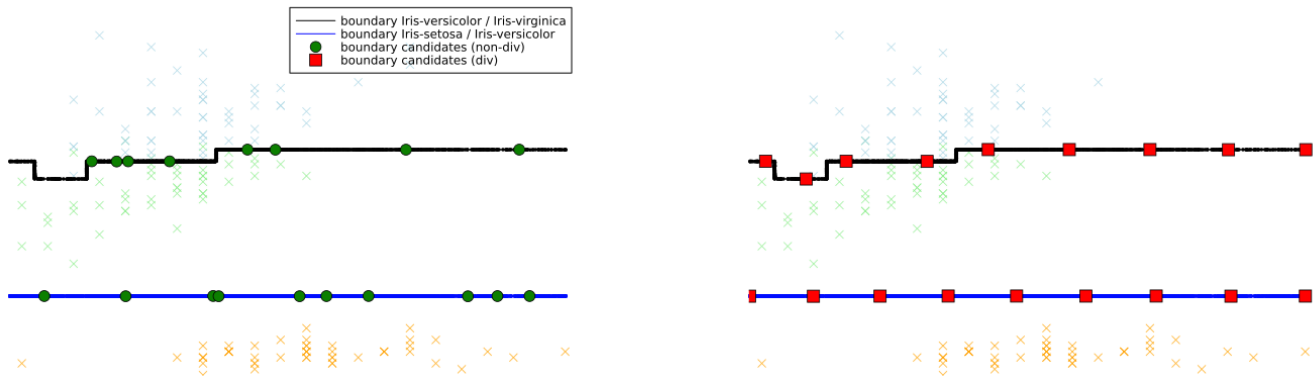 boundary Iris-versicolor / Iris-virginica
boundary Iris-setosa / Iris-versicolor
boundary candidates (non-div)
boundary candidates (div)